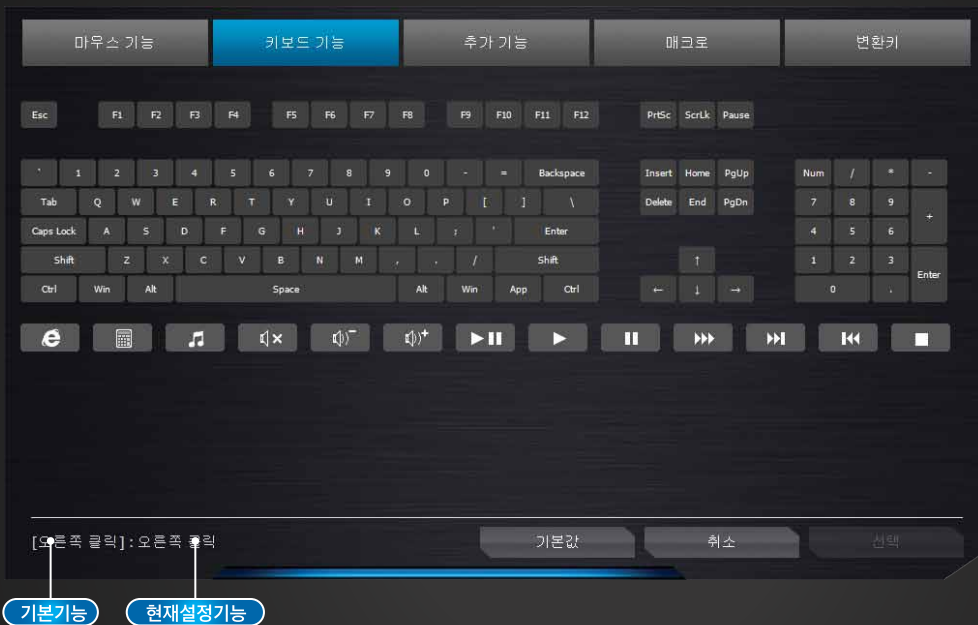 마우스 기능 키보드 기능 추가 기능 매크로 변환키
Esc F1 F2 F3 F4 F5 F6 F7 F8 F9 F10 F11 F12 PrtSc ScrLk Pause
` 1 2 3 4 5 6 7 8 9 0 - = Backspace Insert Home PgUp Num / * -
Tab Q W E R T Y U I O P [ ] \ Delete End PgDn 7 8 9 +
Caps Lock A S D F G H J K L ; ' Enter 4 5 6
Shift Z X C V B N M , . / Shift ↑ 1 2 3 Enter
Ctrl Win Alt Space Alt Win App Ctrl ← ↓ → 0 .
[오른쪽 클릭] : 오른쪽 클릭 기본값 취소 선택
기본기능 현재설정기능